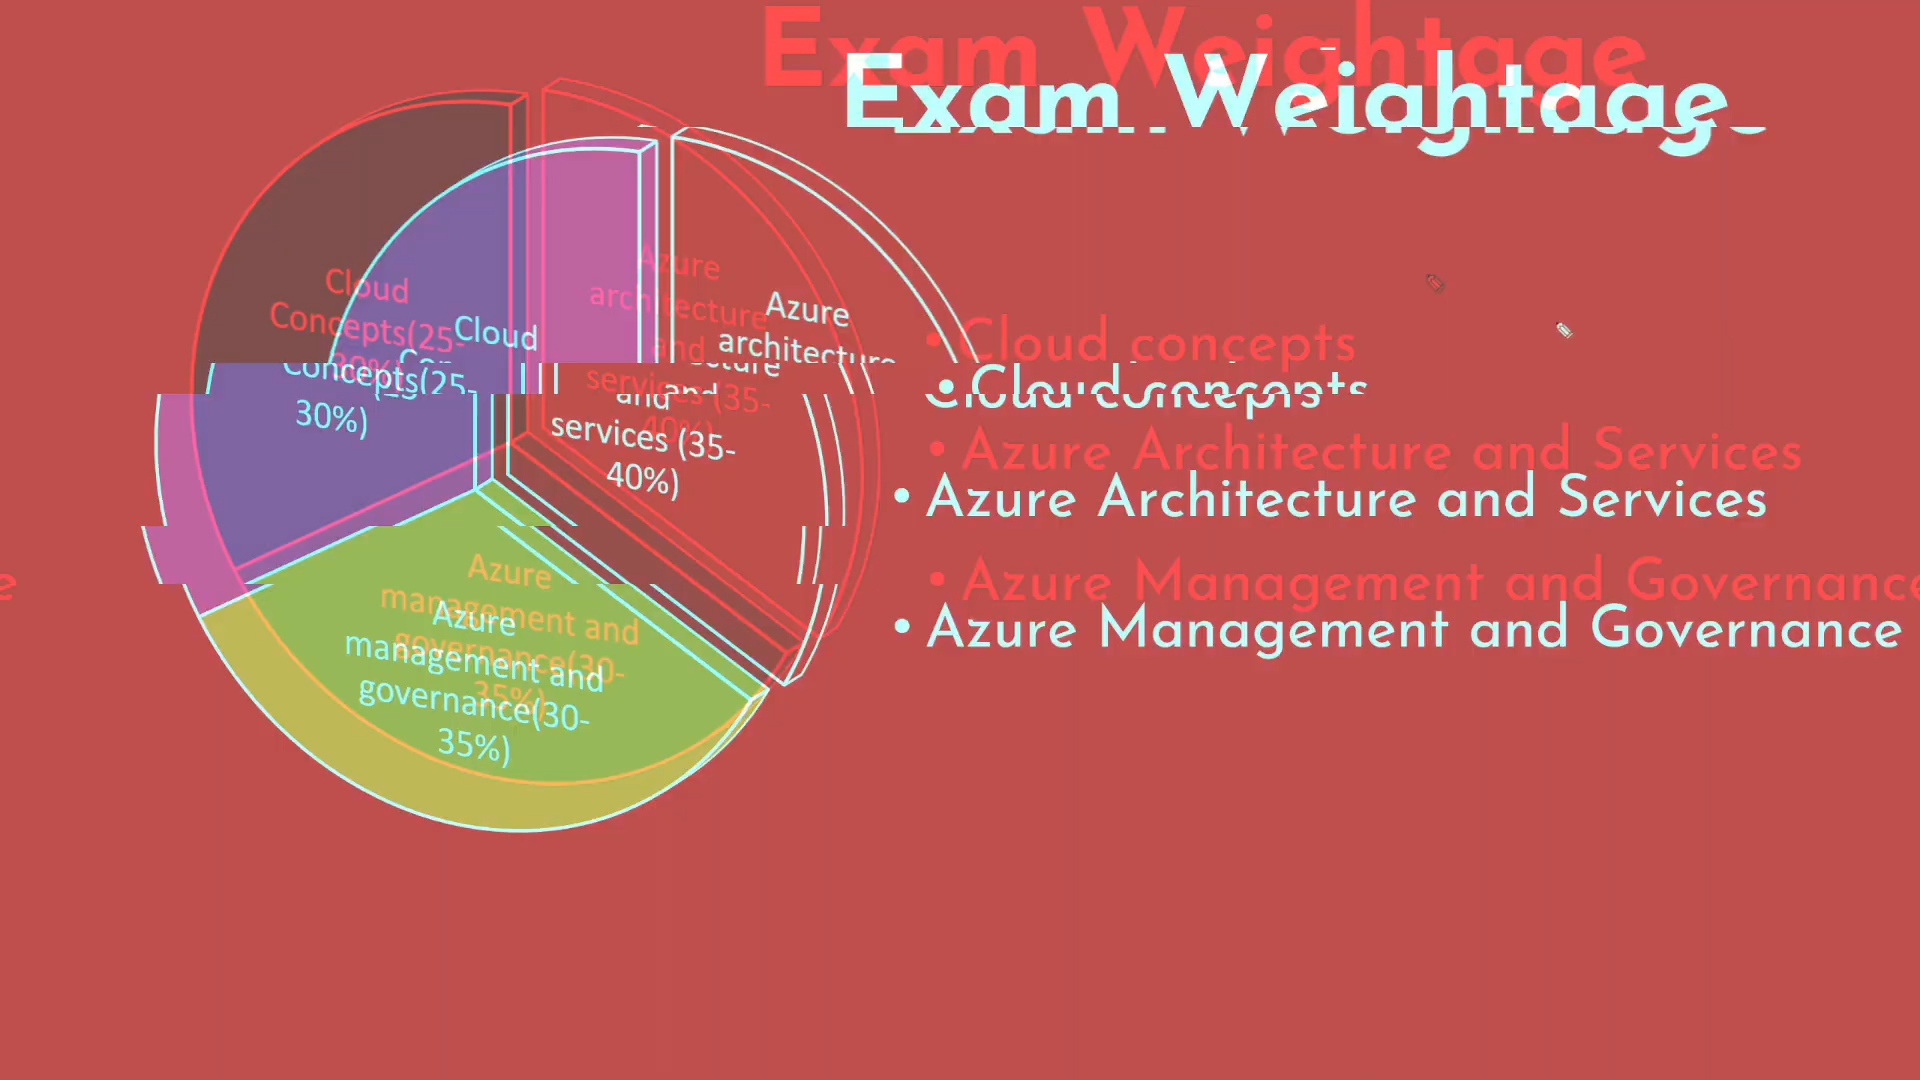 Exam Weightage
Cloud
Concepts(25-
30%)
Azure
architecture
and
services (35-
40%)
Azure
management and
governance(30-
35%)
• Cloud concepts
• Azure Architecture and Services
• Azure Management and Governance